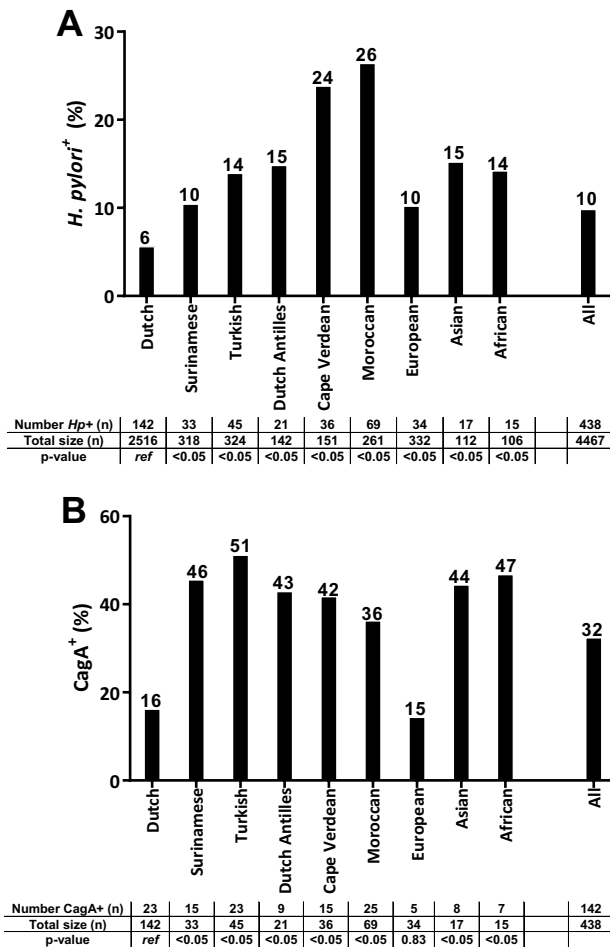 A
H. pylori+ (%)
30
20
10
0
6
10
14
15
24
26
10
15
14
10
Dutch
Surinamese
Turkish
Dutch Antilles
Cape Verdean
Moroccan
European
Asian
African
All
Number Hp+ (n) 142 33 45 21 36 69 34 17 15 438
Total size (n) 2516 318 324 142 151 261 332 112 106 4467
p-value ref <0.05 <0.05 <0.05 <0.05 <0.05 <0.05 <0.05 <0.05
B
CagA+ (%)
60
40
20
0
16
46
51
43
42
36
15
44
47
32
Dutch
Surinamese
Turkish
Dutch Antilles
Cape Verdean
Moroccan
European
Asian
African
All
Number CagA+ (n) 23 15 23 9 15 25 5 8 7 142
Total size (n) 142 33 45 21 36 69 34 17 15 438
p-value ref <0.05 <0.05 <0.05 <0.05 <0.05 0.83 <0.05 <0.05